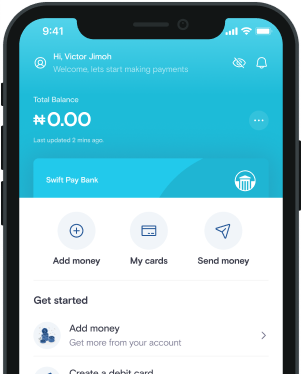 9:41
Hi, Victor Jimoh
Welcome, lets start making payments
Total Balance
₦0.00
Last updated 2 mins ago
Swift Pay Bank
Add money
My cards
Send money
Get started
Add money
Get more from your account
Create a debit card